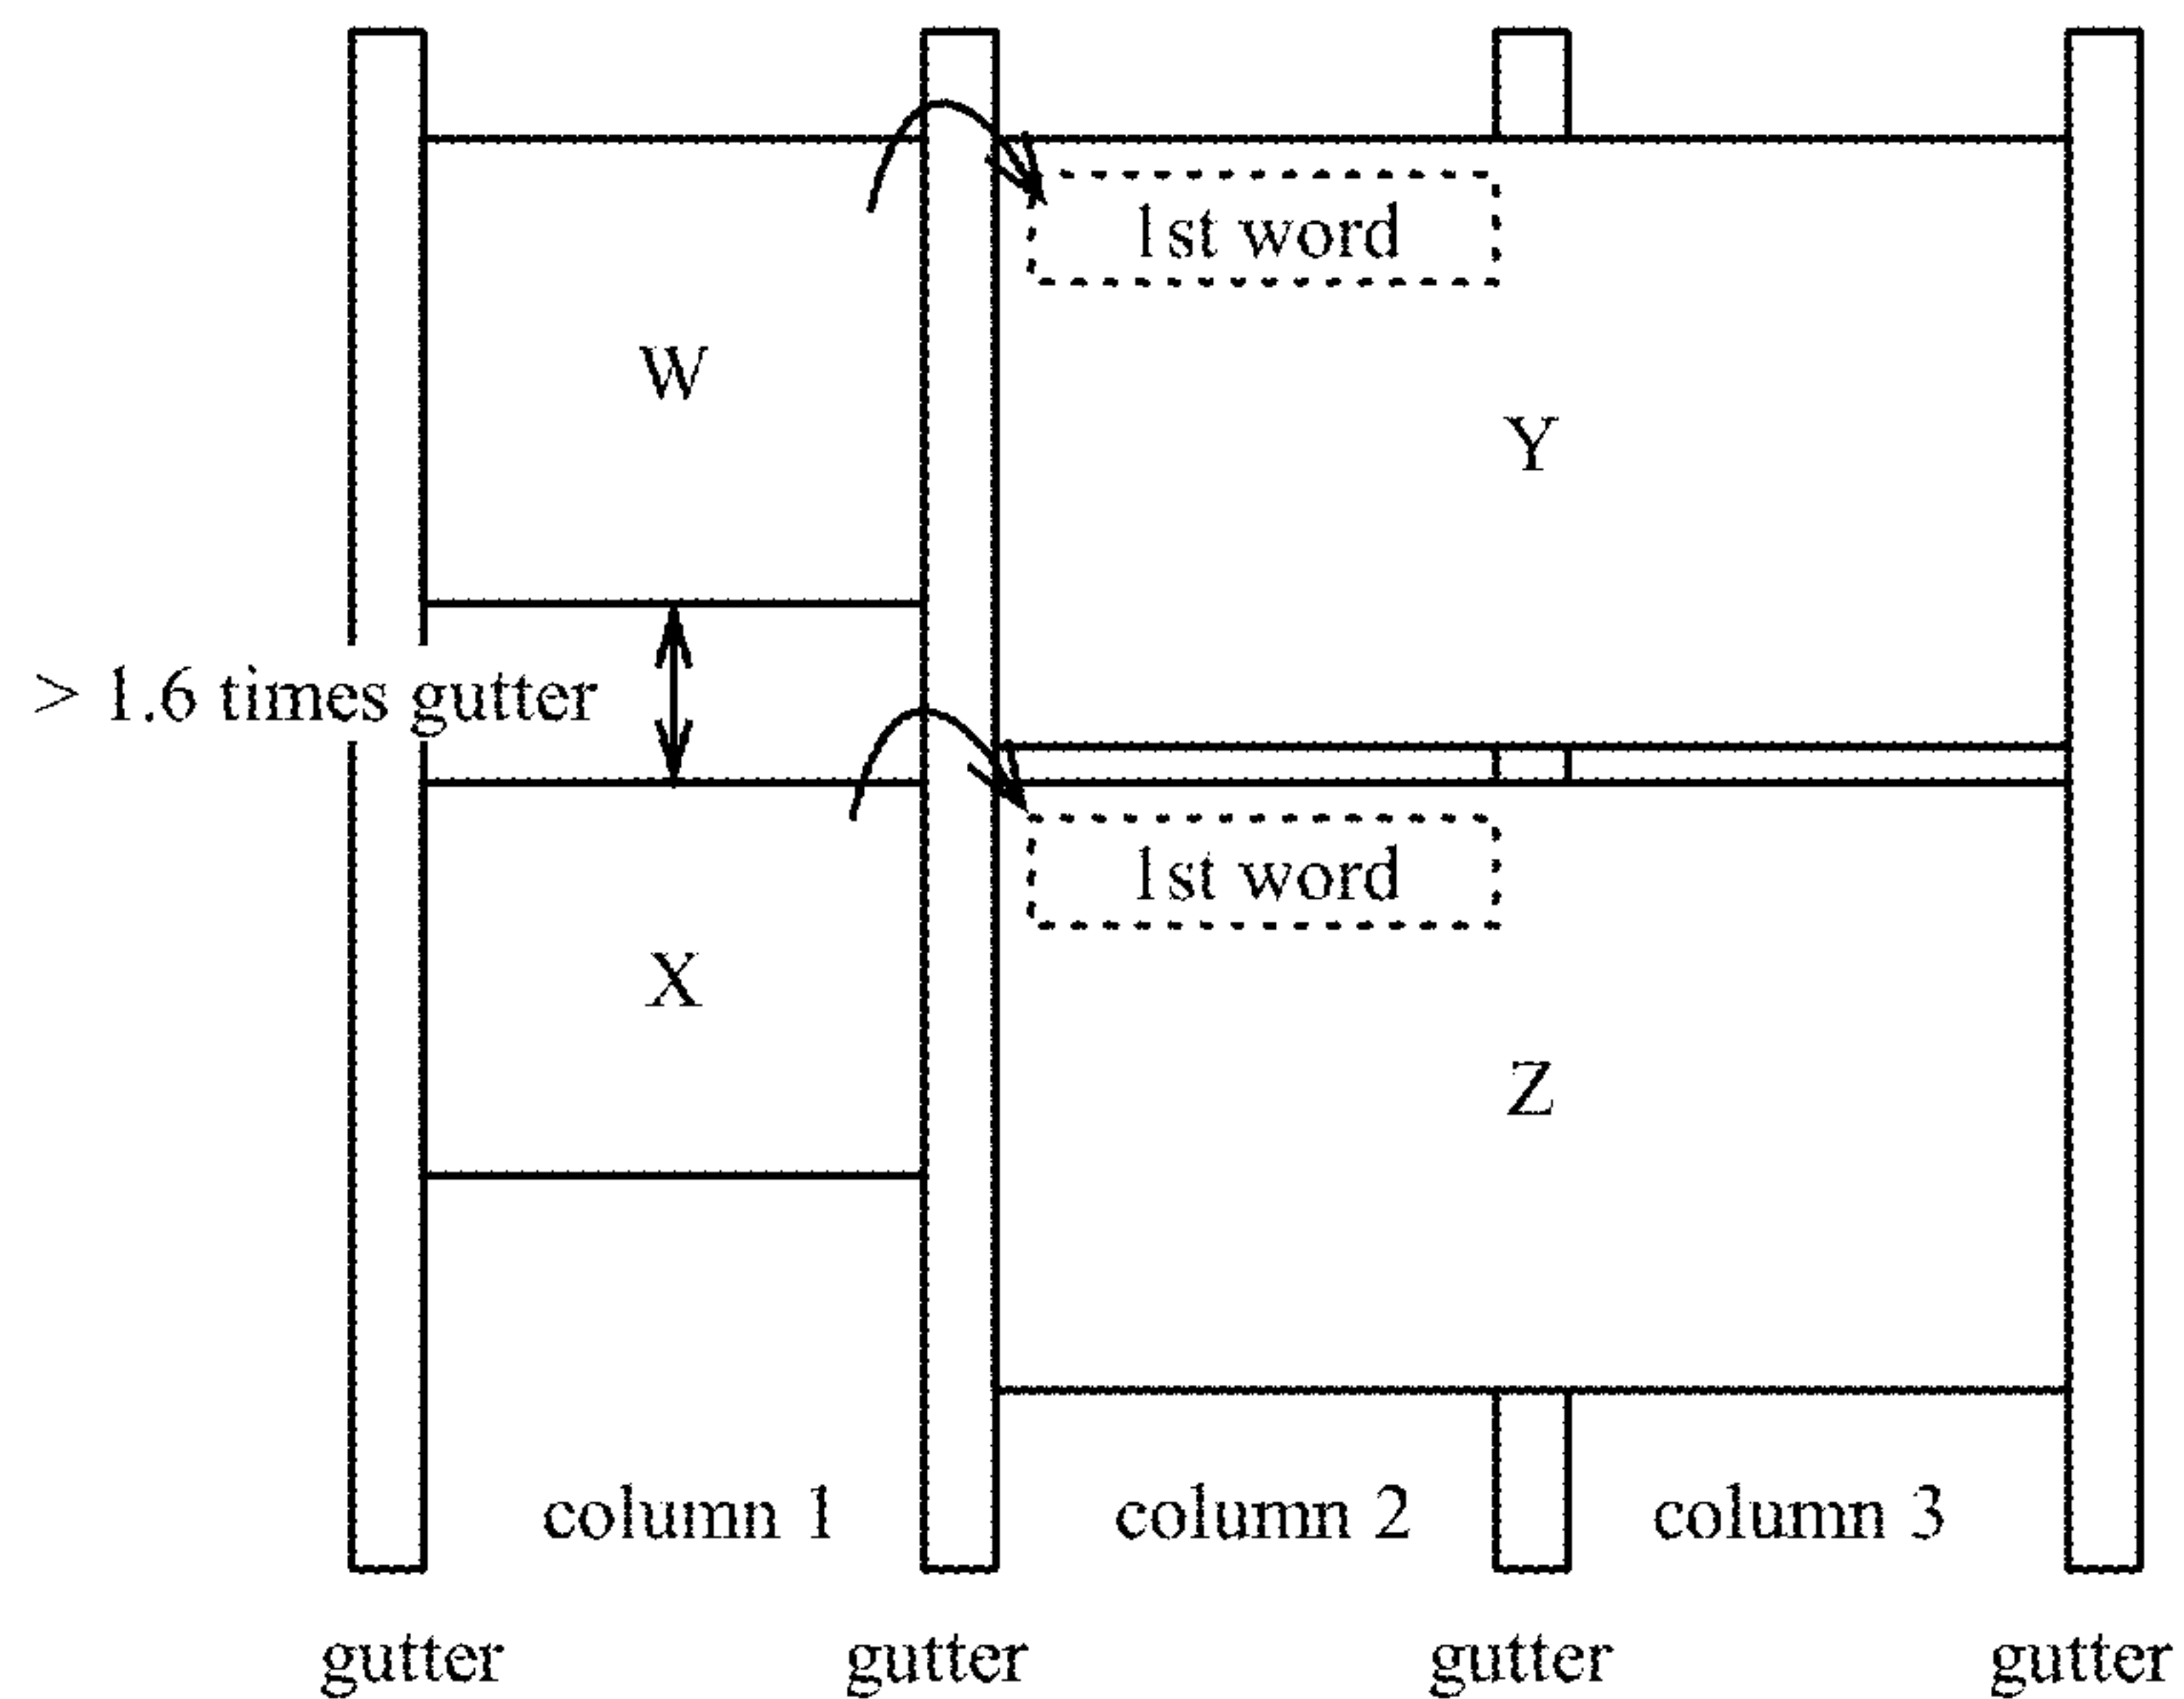 1st word
W
Y
> 1.6 times gutter
1st word
X
Z
column 1 column 2 column 3
gutter gutter gutter gutter